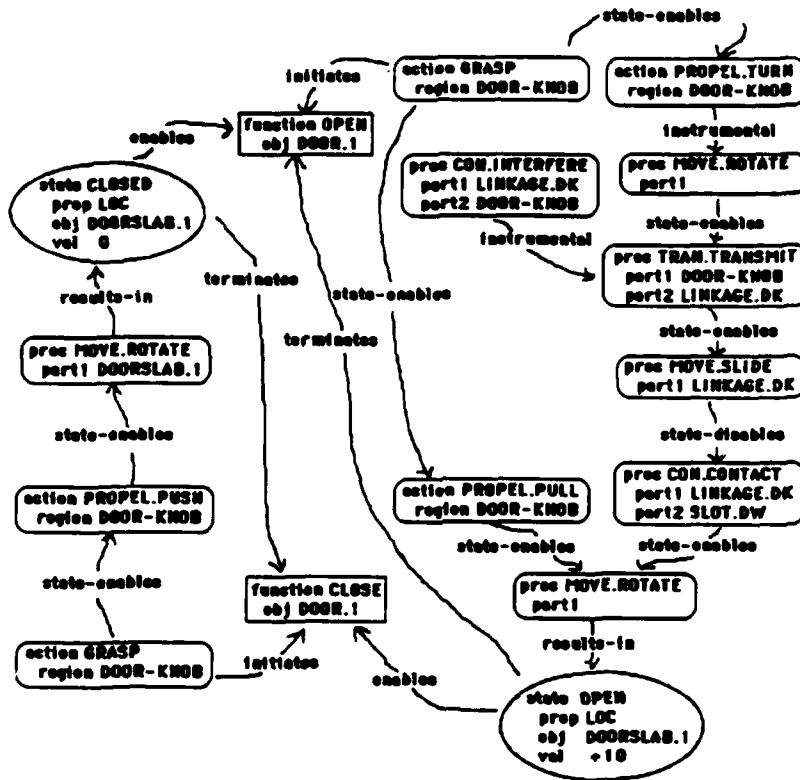 state-enables
initiates
action GRASP
region DOOR-KNOB
action PROPEL.TURN
region DOOR-KNOB
enables
function OPEN
obj DOOR.1
instrumental
proc CON.INTERFERE
part1 LINKAGE.DK
part2 DOOR-KNOB
proc MOVE.ROTATE
part1
state CLOSED
prop LOC
obj DOORSLAB.1
val 0
state-enables
instrumental
proc TRAN.TRANSMIT
part1 DOOR-KNOB
part2 LINKAGE.DK
terminates
state-enables
results-in
state-enables
terminates
proc MOVE.ROTATE
part1 DOORSLAB.1
proc MOVE.SLIDE
part1 LINKAGE.DK
state-enables
state-disables
action PROPEL.PUSH
region DOOR-KNOB
action PROPEL.PULL
region DOOR-KNOB
proc CON.CONTACT
part1 LINKAGE.DK
part2 SLOT.DW
state-enables
state-enables
state-enables
function CLOSE
obj DOOR.1
proc MOVE.ROTATE
part1
action GRASP
region DOOR-KNOB
initiates
enables
results-in
state OPEN
prop LOC
obj DOORSLAB.1
val +10